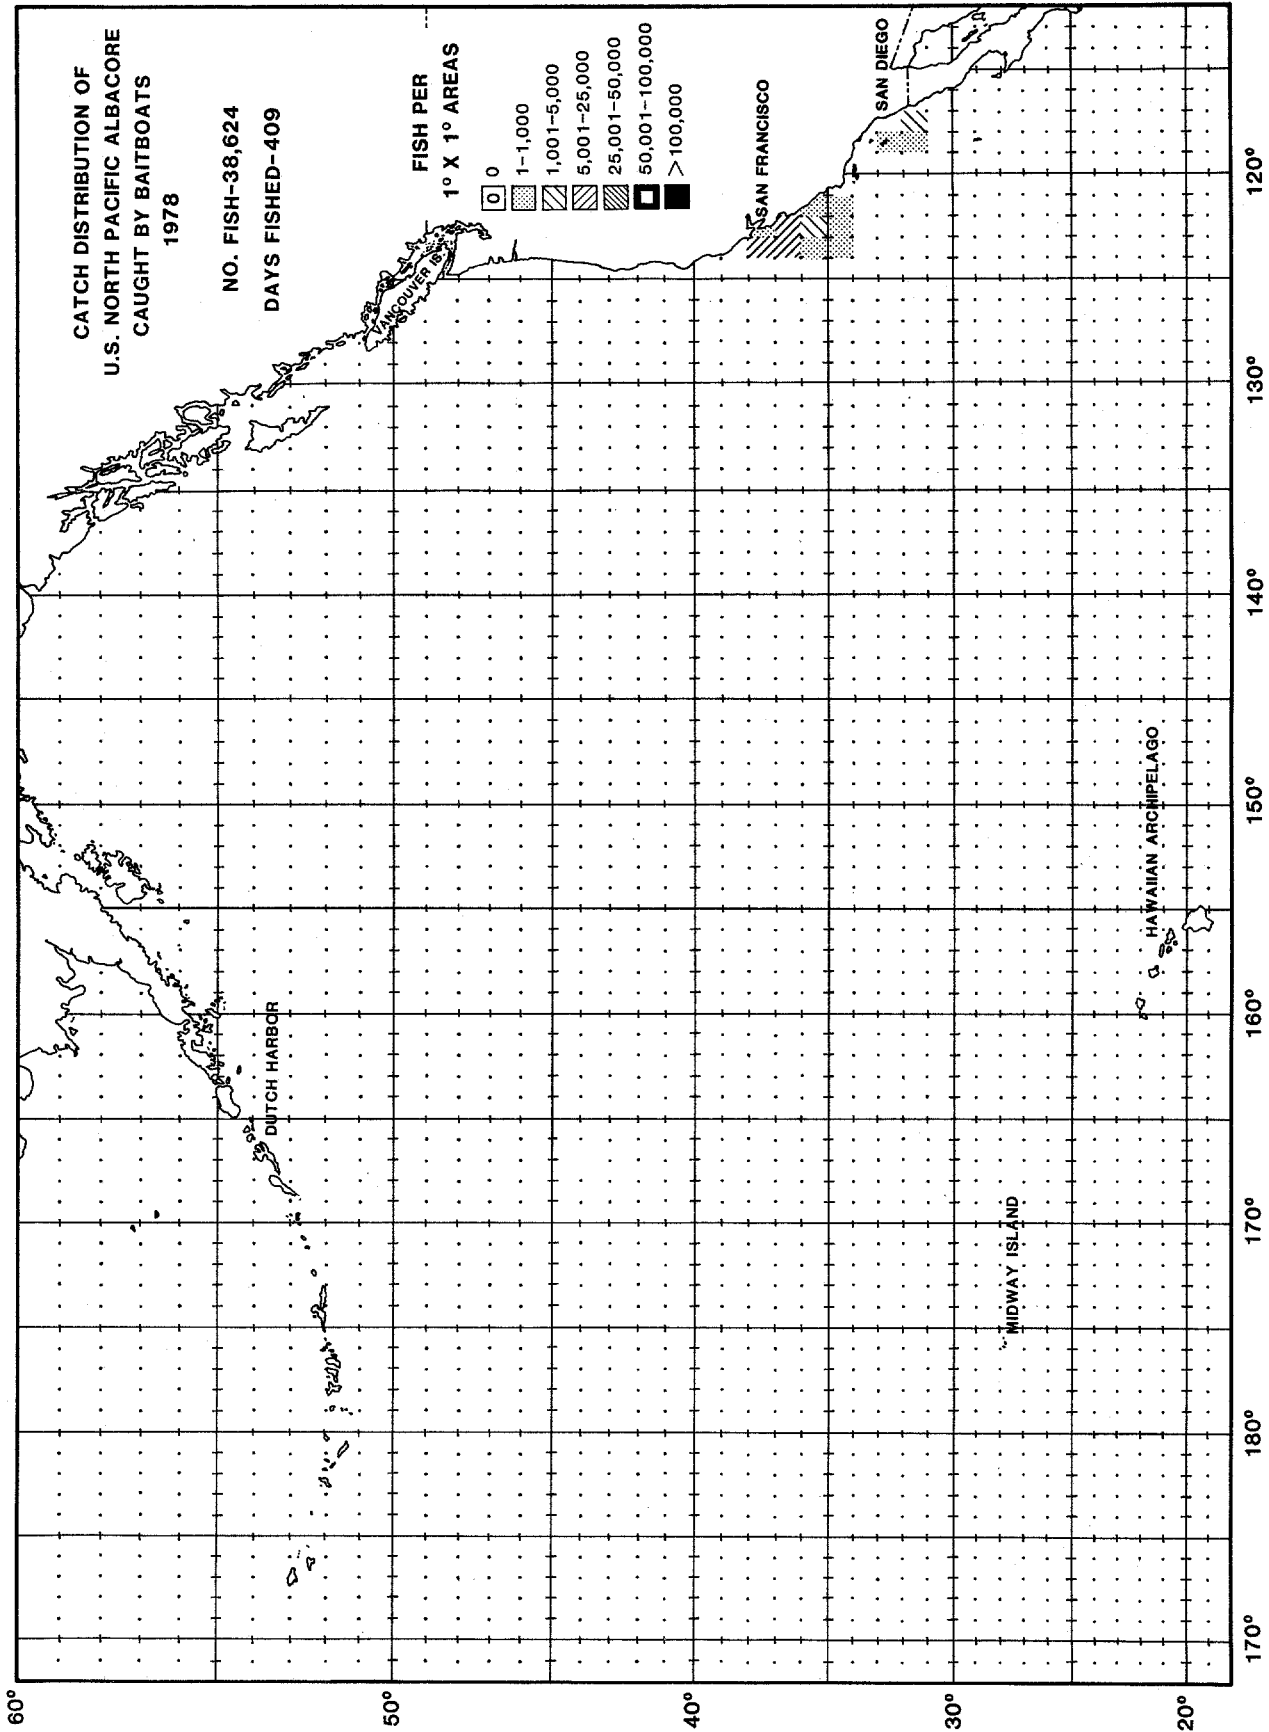 CATCH DISTRIBUTION OF
U.S. NORTH PACIFIC ALBACORE
CAUGHT BY BAITBOATS
1978
NO. FISH-38,624
DAYS FISHED-409
FISH PER
1° X 1° AREAS
0 0
1-1,000
1,001-5,000
5,001-25,000
25,001-50,000
50,001-100,000
>100,000
VANCOUVER IS.
SAN FRANCISCO
SAN DIEGO
DUTCH HARBOR
HAWAIIAN ARCHIPELAGO
MIDWAY ISLAND
60°
50°
40°
30°
20°
170°
180°
170°
160°
150°
140°
130°
120°